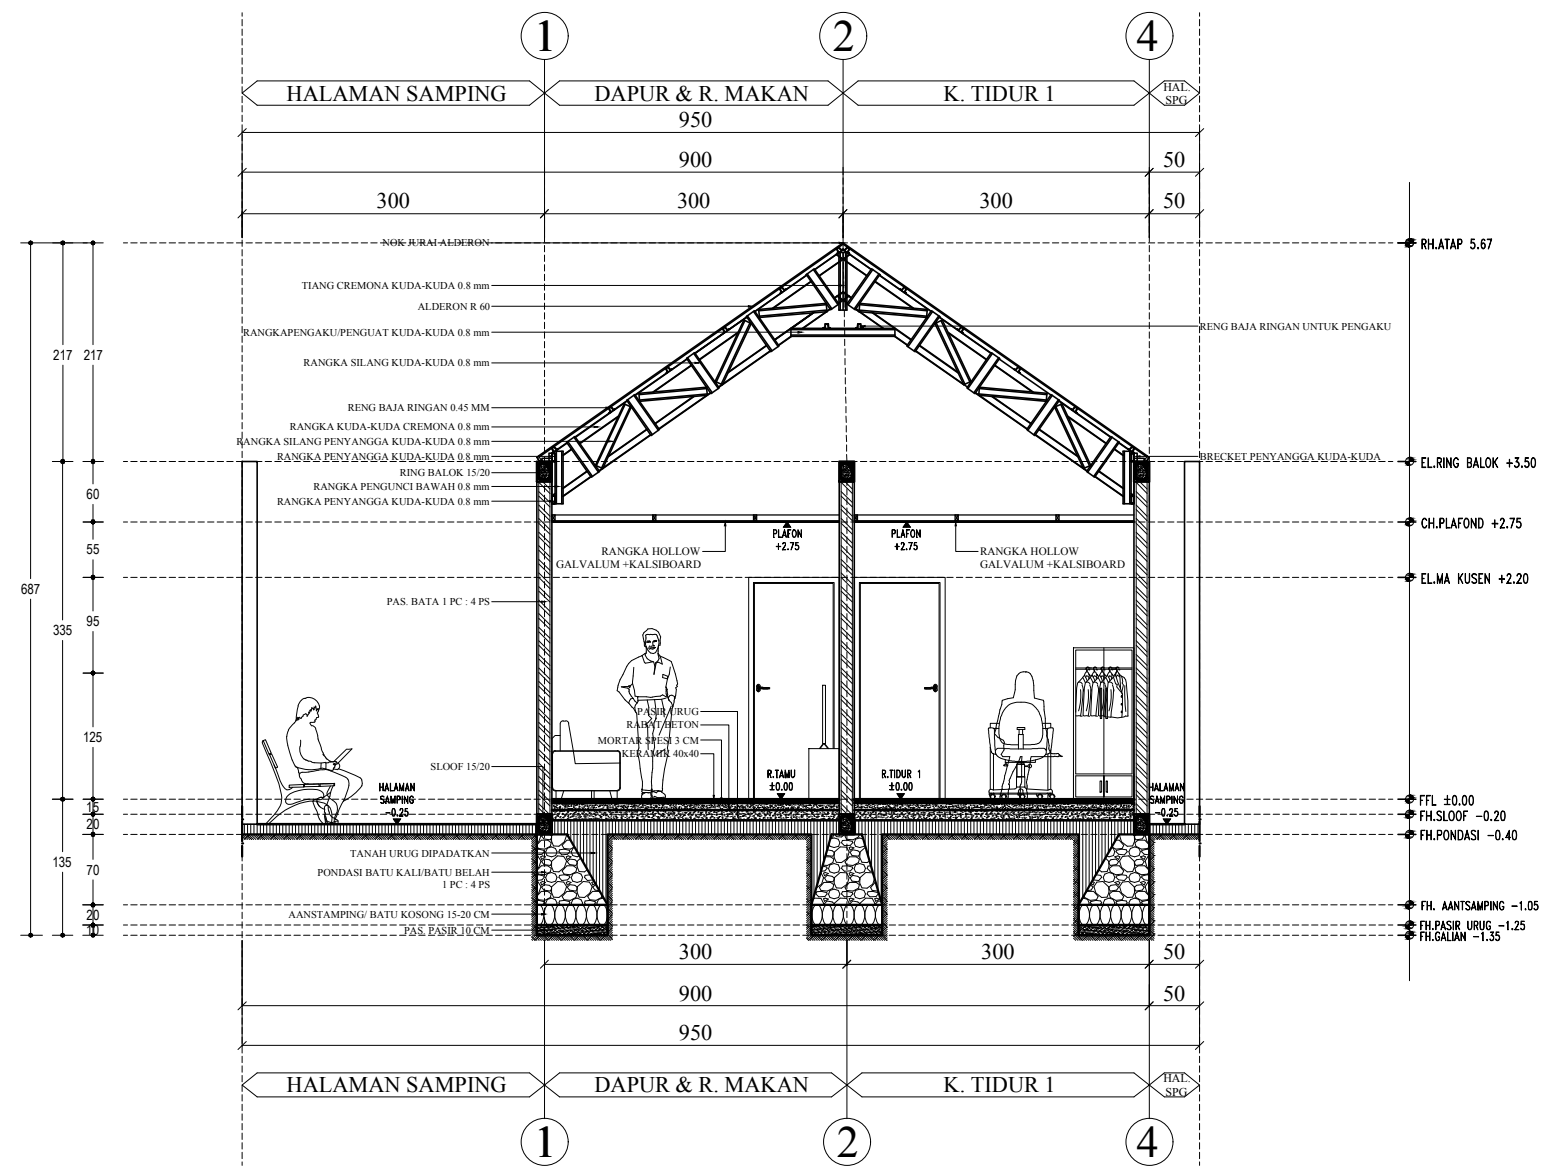 1
2
4
HALAMAN SAMPING
DAPUR & R. MAKAN
K. TIDUR 1
HAL.
SPG
950
900
50
300
300
300
50
NOK JURAI ALDERON
RH.ATAP 5.67
TIANG CREMONA KUDA-KUDA 0.8 mm
ALDERON R 60
RANGKAPENGAKU/PENGUAT KUDA-KUDA 0.8 mm
RENG BAJA RINGAN UNTUK PENGAKU
217
217
RANGKA SILANG KUDA-KUDA 0.8 mm
RENG BAJA RINGAN 0.45 MM
RANGKA KUDA-KUDA CREMONA 0.8 mm
RANGKA SILANG PENYANGGA KUDA-KUDA 0.8 mm
RANGKA PENYANGGA KUDA-KUDA 0.8 mm
BRECKET PENYANGGA KUDA-KUDA
EL.RING BALOK +3.50
RING BALOK 15/20
RANGKA PENGUNCI BAWAH 0.8 mm
RANGKA PENYANGGA KUDA-KUDA 0.8 mm
60
CH.PLAFOND +2.75
PLAFON
+2.75
PLAFON
+2.75
RANGKA HOLLOW
GALVALUM +KALSIBOARD
RANGKA HOLLOW
GALVALUM +KALSIBOARD
55
EL.MA KUSEN +2.20
687
PAS. BATA 1 PC : 4 PS
95
335
PASIR URUG
RABAT BETON
MORTAR SPESI 3 CM
KERAMIK 40x40
125
SLOOF 15/20
R.TAMU
±0.00
R.TIDUR 1
±0.00
HALAMAN
SAMPING
-0.25
HALAMAN
SAMPING
-0.25
FFL ±0.00
15
FH.SLOOF -0.20
20
FH.PONDASI -0.40
TANAH URUG DIPADATKAN
135
70
PONDASI BATU KALI/BATU BELAH
1 PC : 4 PS
FH. AANTSAMPING -1.05
AANSTAMPING/ BATU KOSONG 15-20 CM
20
FH.PASIR URUG -1.25
PAS. PASIR 10 CM
10
FH.GALIAN -1.35
300
300
50
900
50
950
HALAMAN SAMPING
DAPUR & R. MAKAN
K. TIDUR 1
HAL.
SPG
1
2
4